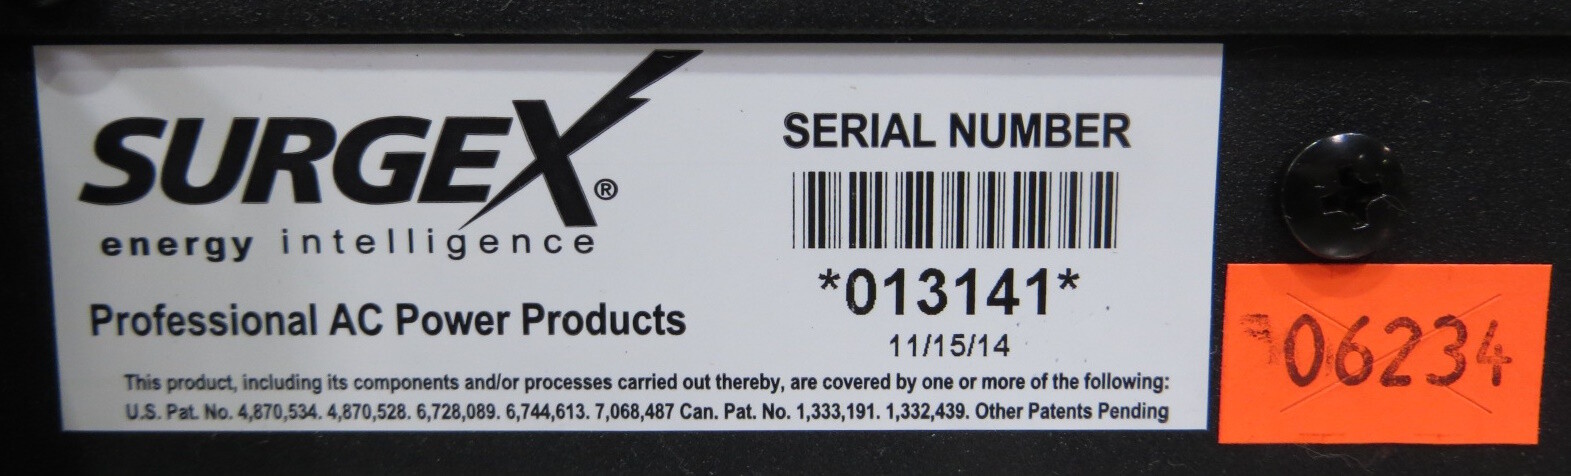 SURGEX®
energy intelligence
Professional AC Power Products
SERIAL NUMBER
*013141*
11/15/14
This product, including its components and/or processes carried out thereby, are covered by one or more of the following:
U.S. Pat. No. 4,870,534. 4,870,528. 6,728,089. 6,744,613. 7,068,487 Can. Pat. No. 1,333,191. 1,332,439. Other Patents Pending
06234